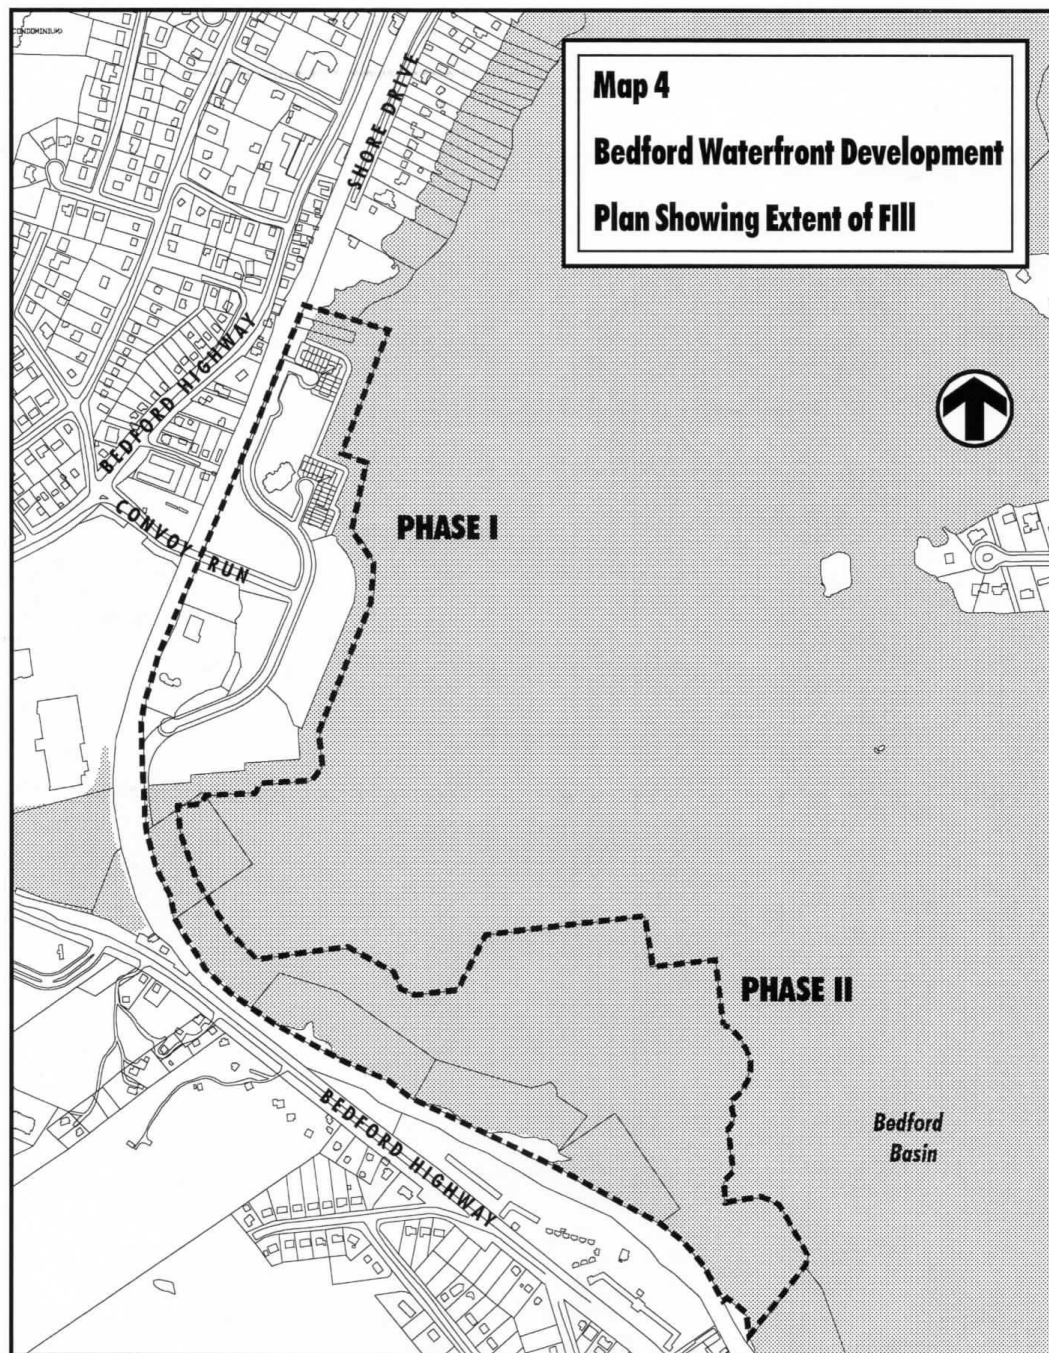 CONDOMINIUMS
Map 4
Bedford Waterfront Development
Plan Showing Extent of FIll
SHORE DRIVE
BEDFORD HIGHWAY
CONVOY RUN
PHASE I
PHASE II
BEDFORD HIGHWAY
Bedford
Basin